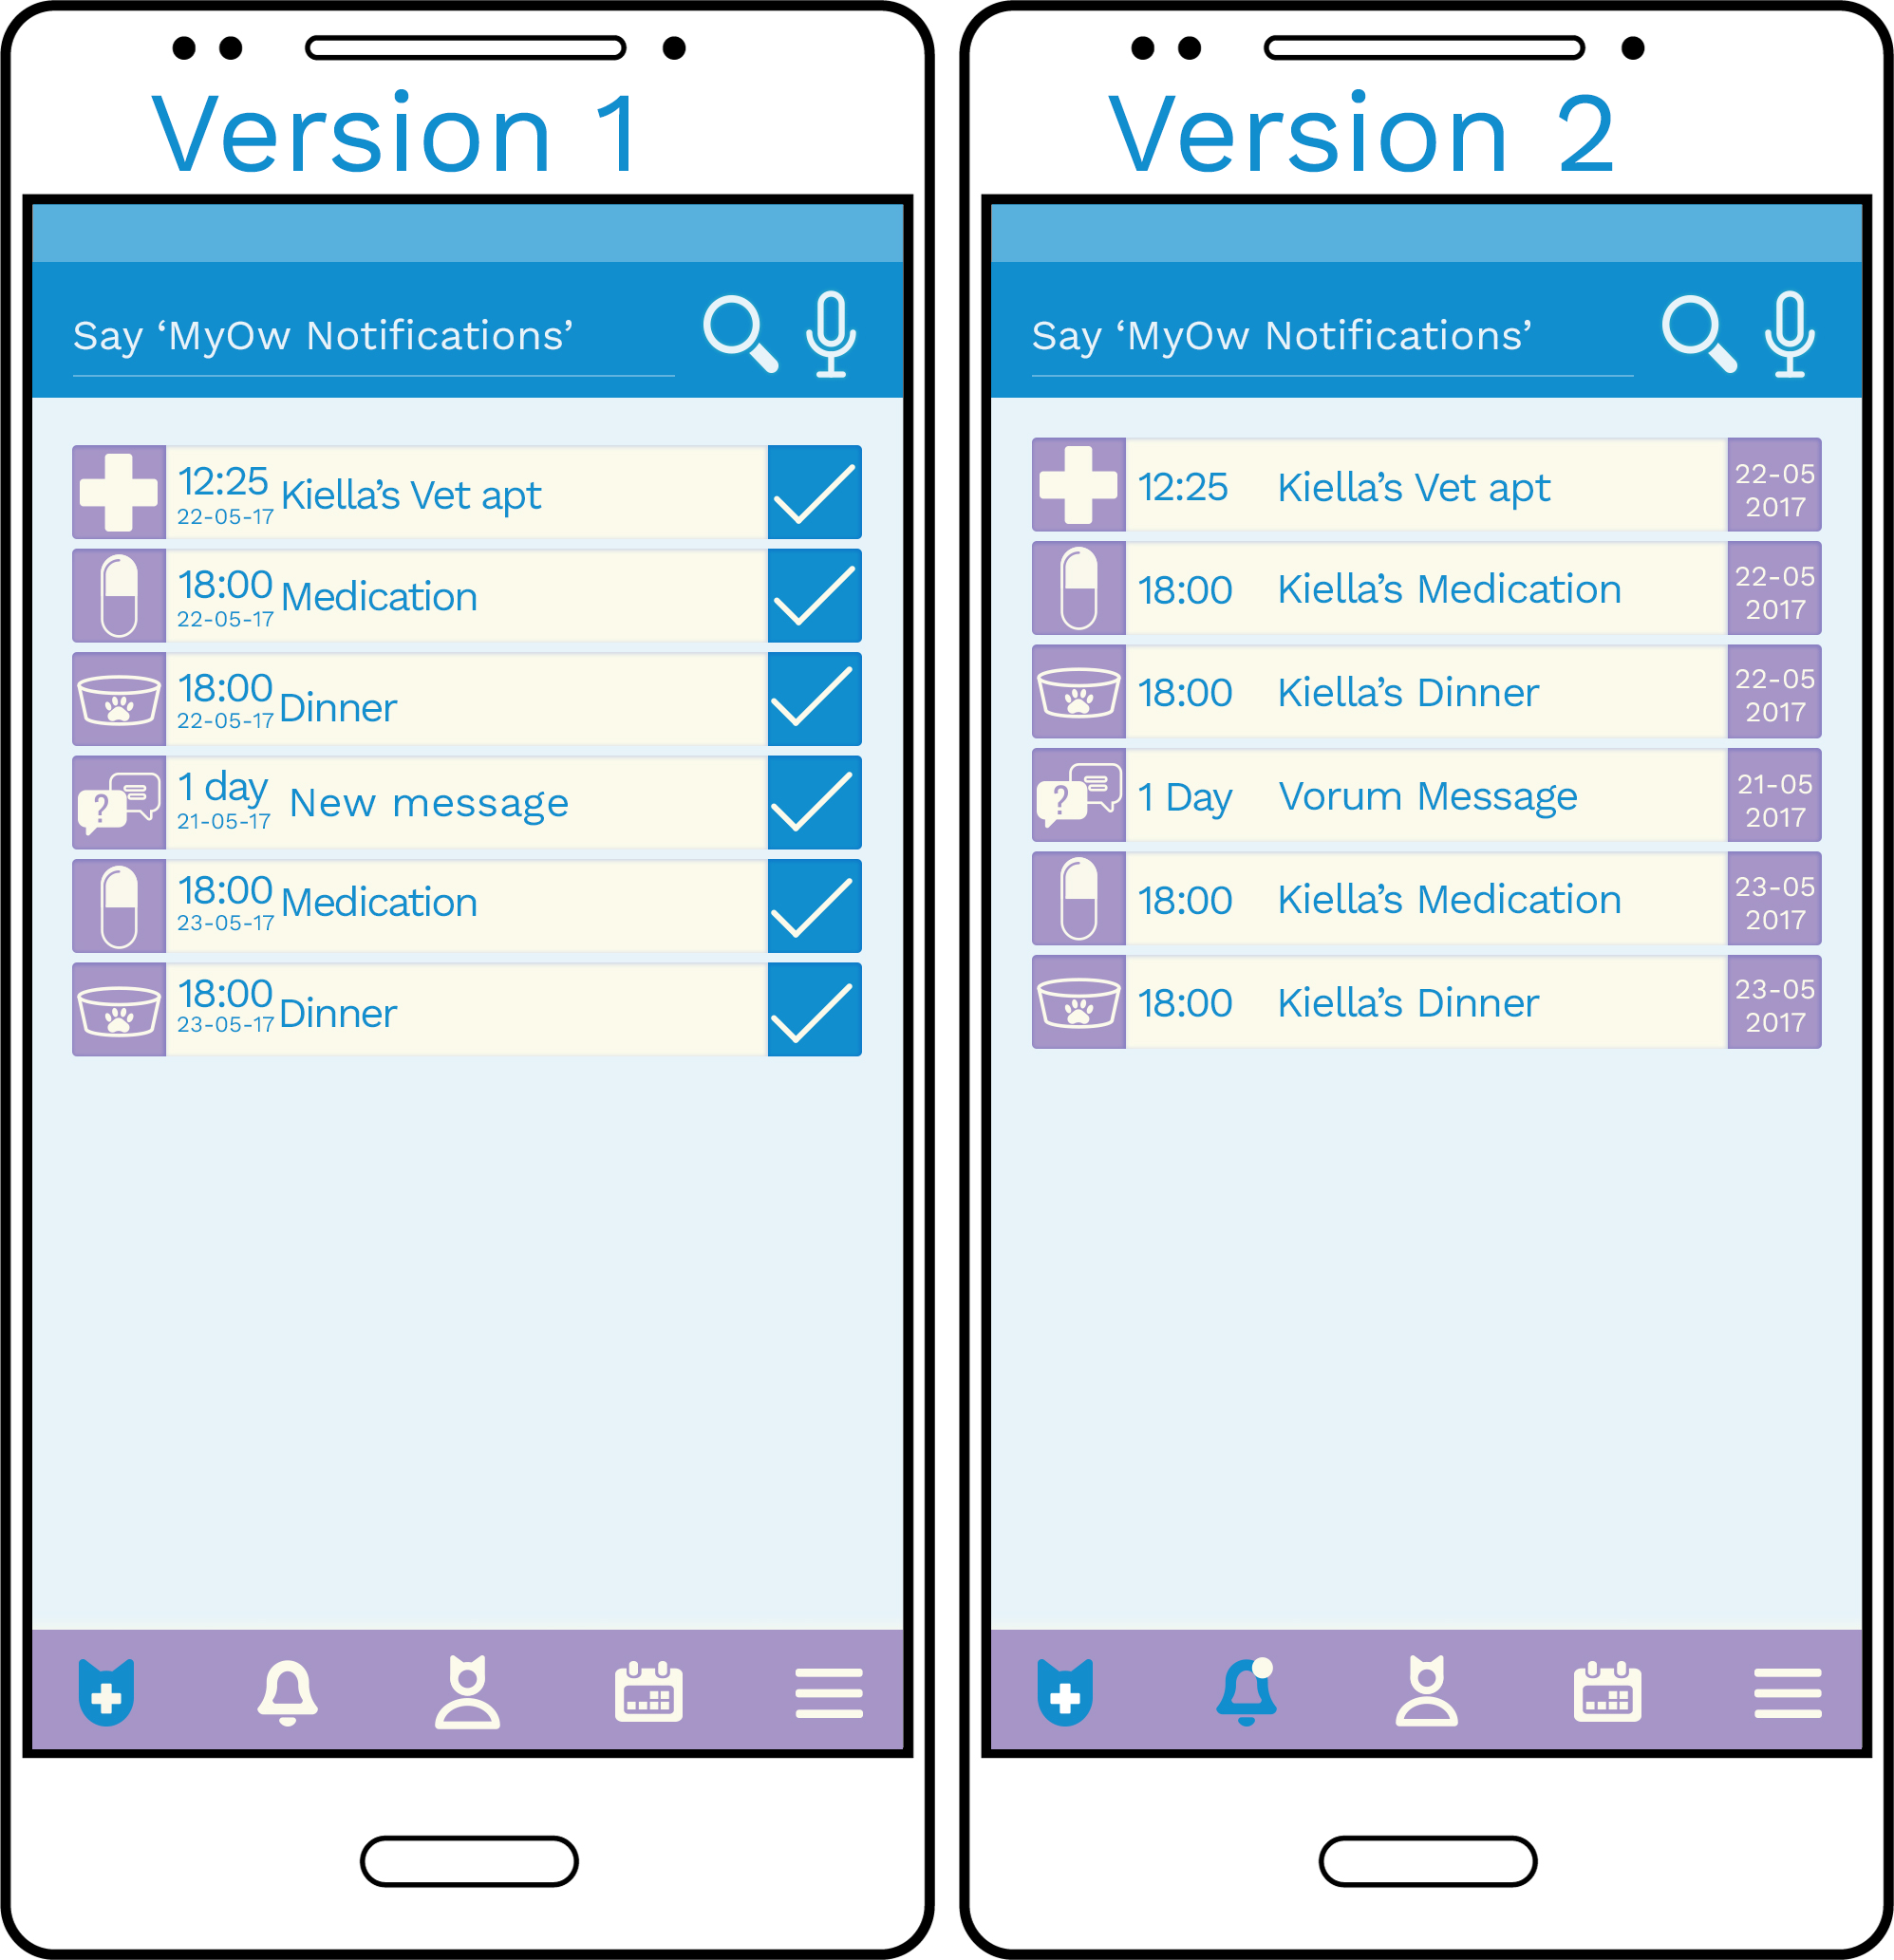 Version 1
Say ‘MyOw Notifications’
12:25
22-05-17
Kiella’s Vet apt
18:00
22-05-17
Medication
18:00
22-05-17
Dinner
1 day
21-05-17
New message
?
18:00
23-05-17
Medication
18:00
23-05-17
Dinner
Version 2
Say ‘MyOw Notifications’
12:25
Kiella’s Vet apt
22-05
2017
18:00
Kiella’s Medication
22-05
2017
18:00
Kiella’s Dinner
22-05
2017
?
1 Day
Vorum Message
21-05
2017
18:00
Kiella’s Medication
23-05
2017
18:00
Kiella’s Dinner
23-05
2017